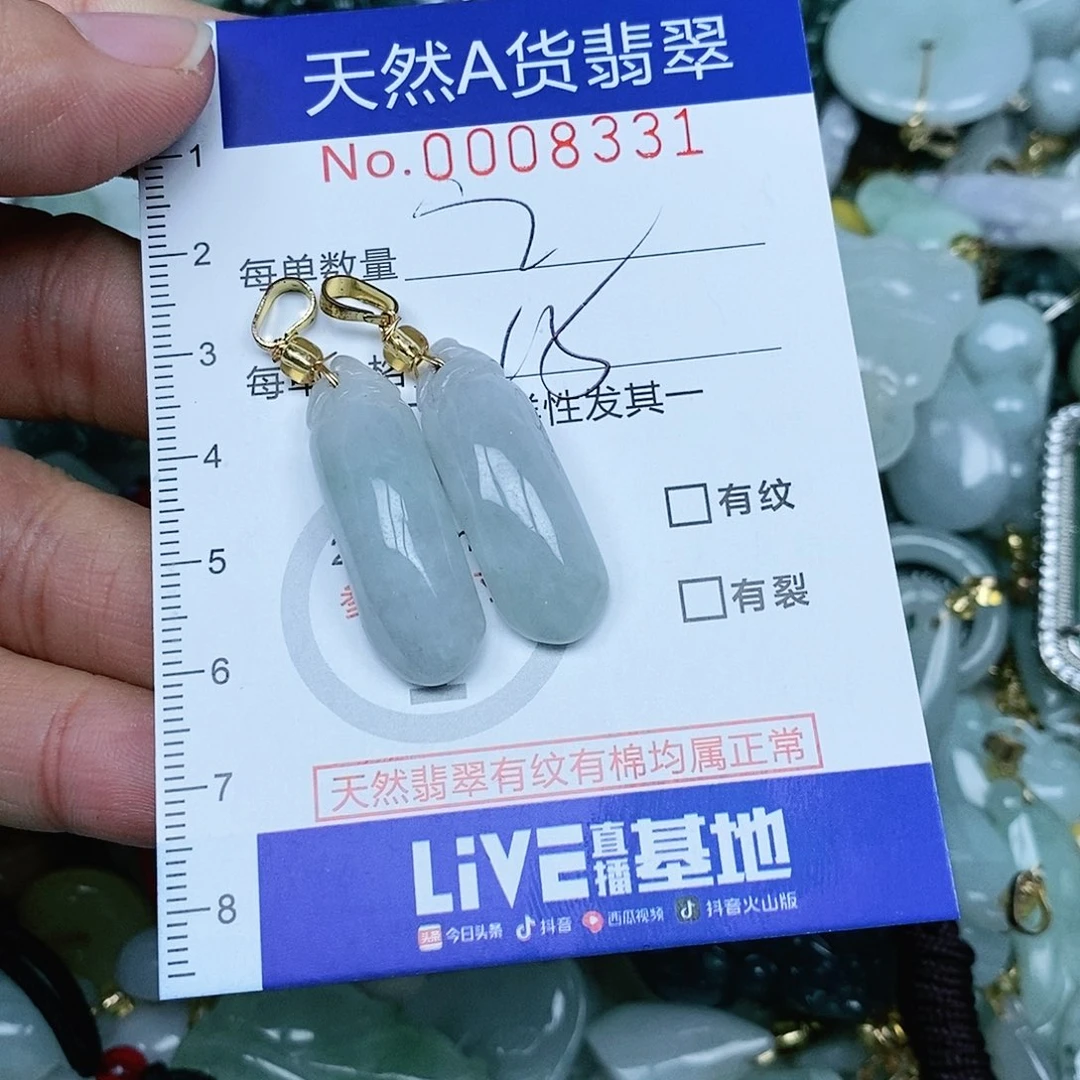 天然A货翡翠
No.0008331
1
2
每单数量
3
每单
性发其一
4
有纹
5
有裂
6
天然翡翠有纹有棉均属正常
7
LiVE直播基地
8
今日头条 抖音 西瓜视频 抖音火山版